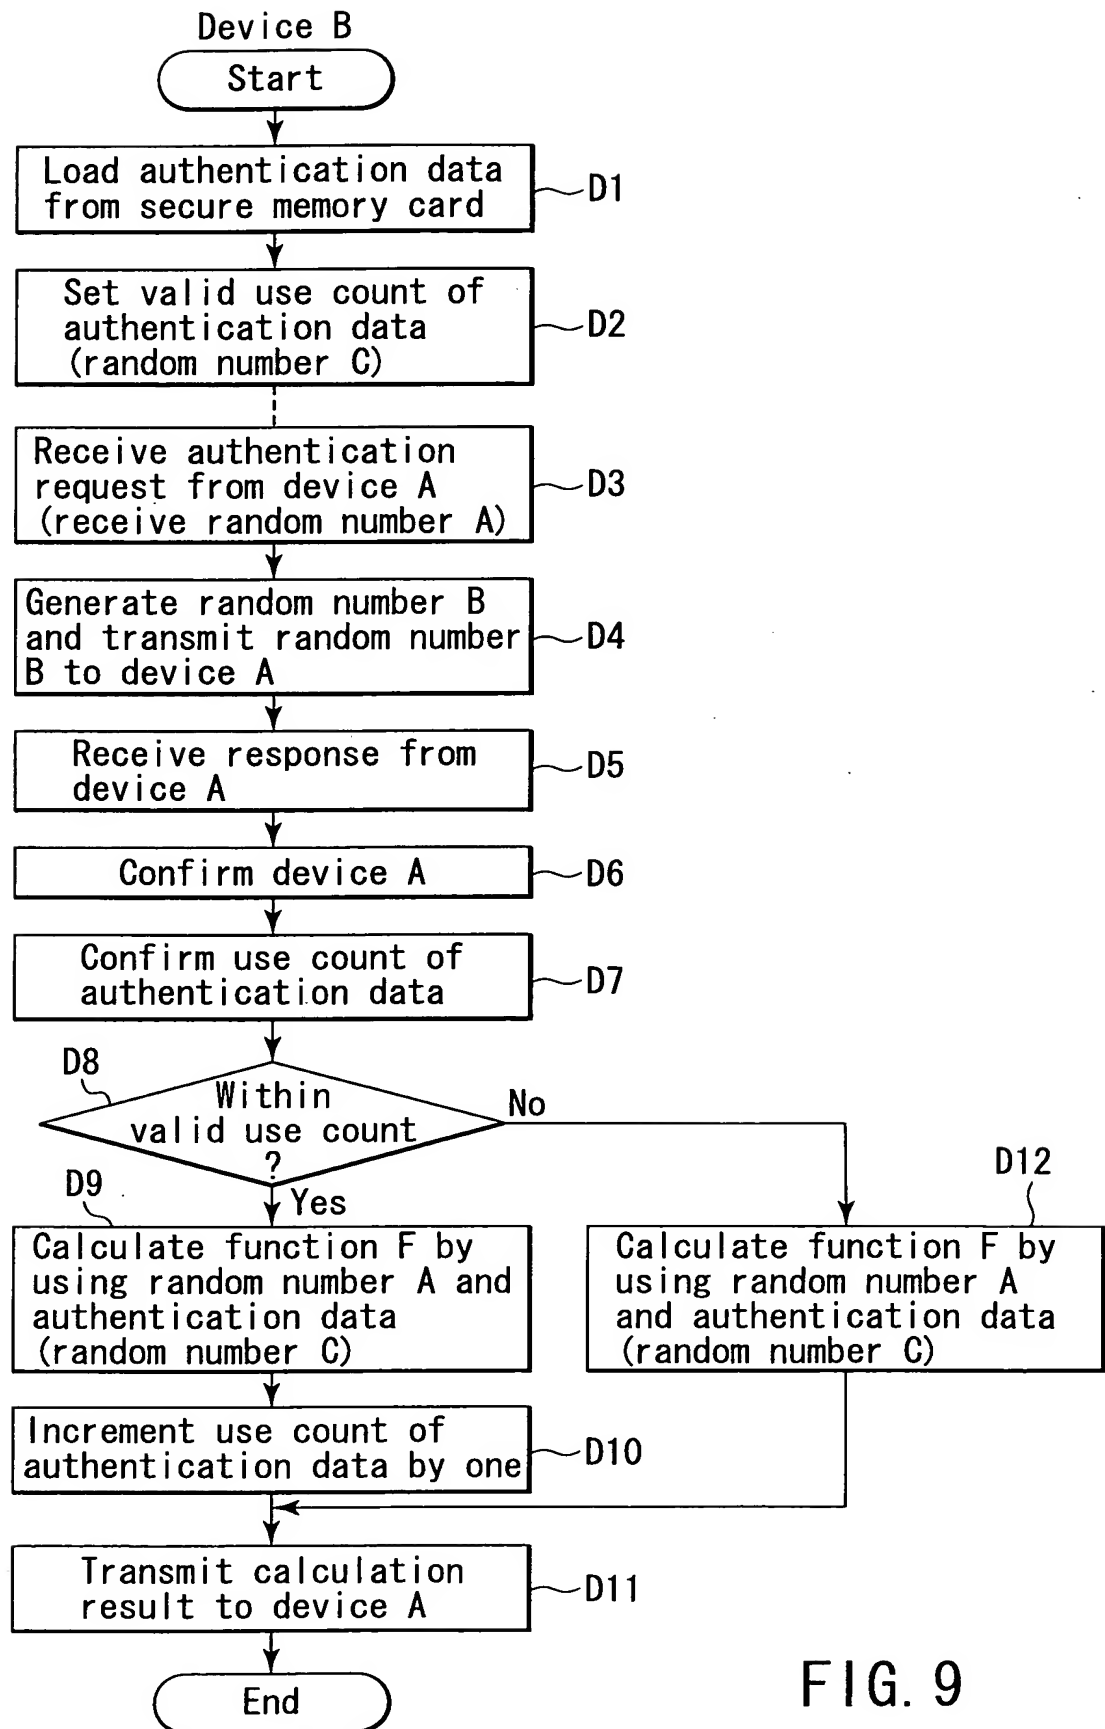 Device B
Start
Load authentication data
from secure memory card
D1
Set valid use count of
authentication data
(random number C)
D2
Receive authentication
request from device A
(receive random number A)
D3
Generate random number B
and transmit random number
B to device A
D4
Receive response from
device A
D5
Confirm device A
D6
Confirm use count of
authentication data
D7
D8
Within
valid use count
?
No
Yes
D9
Calculate function F by
using random number A and
authentication data
(random number C)
D12
Calculate function F by
using random number A
and authentication data
(random number C)
Increment use count of
authentication data by one
D10
Transmit calculation
result to device A
D11
End
FIG. 9